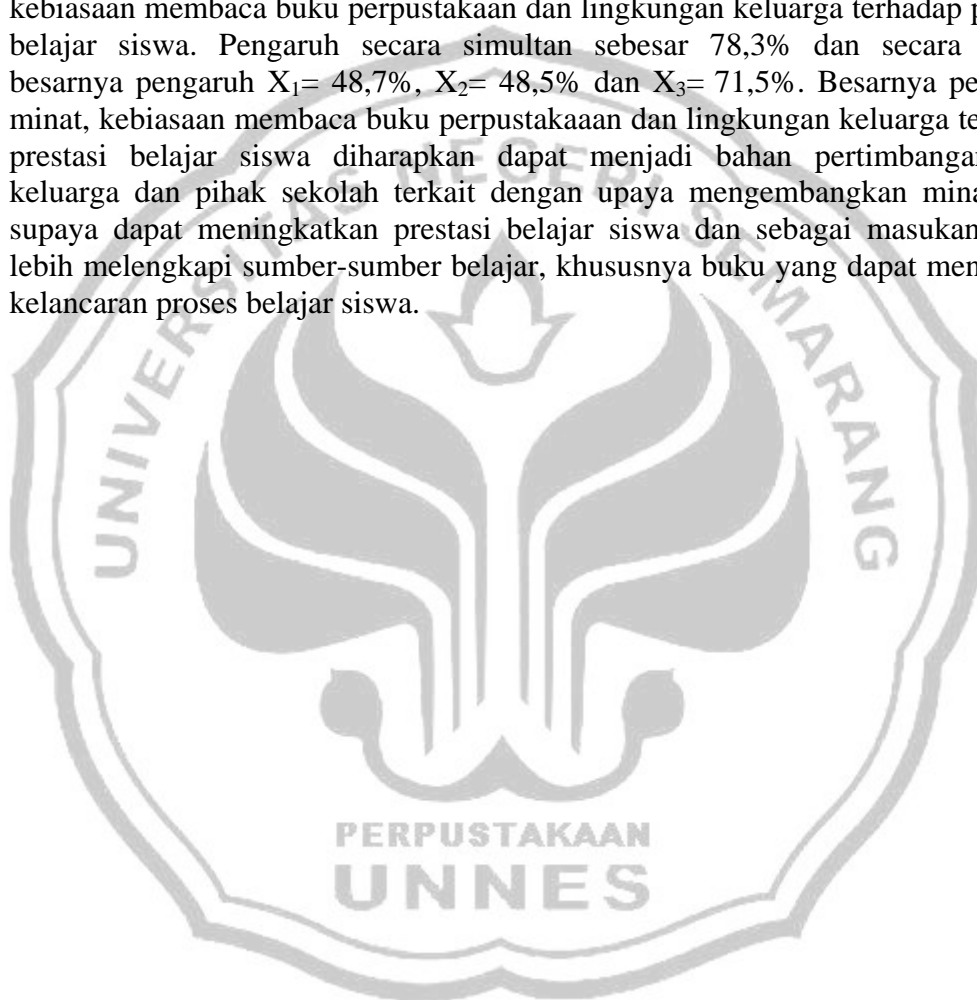 kebiasaan membaca buku perpustakaan dan lingkungan keluarga terhadap
belajar siswa. Pengaruh secara simultan sebesar 78,3% dan secara
besarnya pengaruh X₁= 48,7%, X₂= 48,5% dan X₃= 71,5%. Besarnya
minat, kebiasaan membaca buku perpustakaaan dan lingkungan keluarga
prestasi belajar siswa diharapkan dapat menjadi bahan
keluarga dan pihak sekolah terkait dengan upaya mengembangkan
supaya dapat meningkatkan prestasi belajar siswa dan sebagai masukan
lebih melengkapi sumber-sumber belajar, khususnya buku yang dapat
kelancaran proses belajar siswa.
UNIVERSITAS NEGERI SEMARANG
PERPUSTAKAAN
UNNES